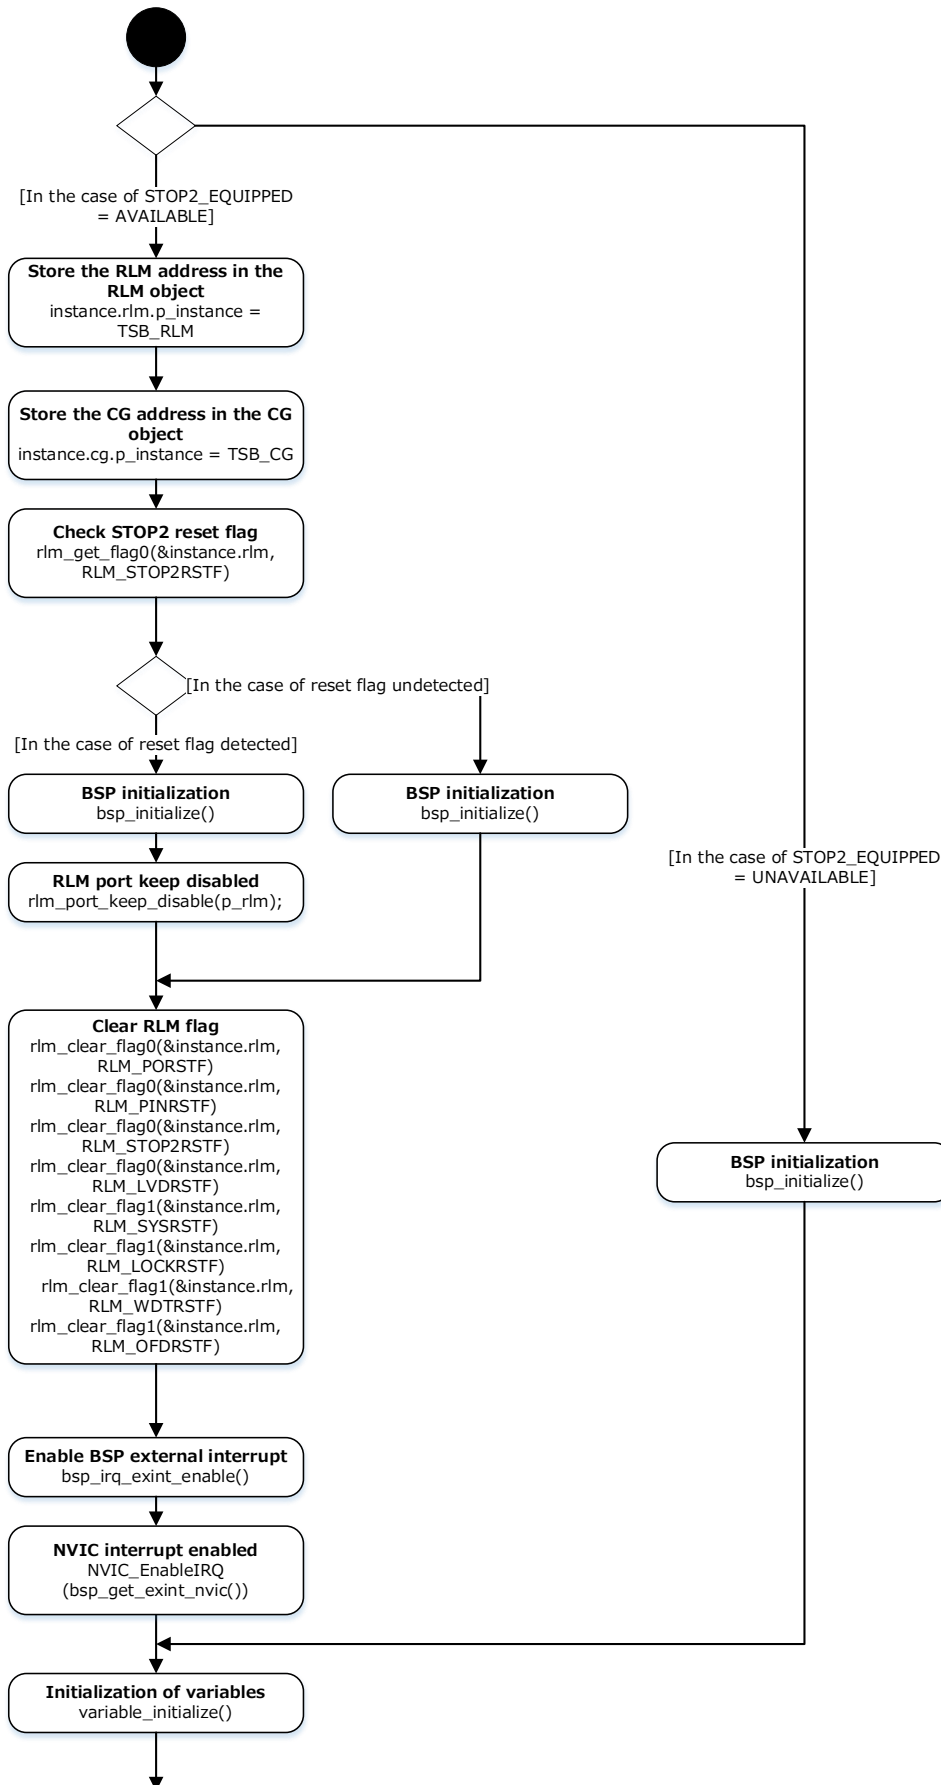 [In the case of STOP2_EQUIPPED
= AVAILABLE]
Store the RLM address in the
RLM object
instance.rlm.p_instance =
TSB_RLM
Store the CG address in the CG
object
instance.cg.p_instance = TSB_CG
Check STOP2 reset flag
rlm_get_flag0(&instance.rlm,
RLM_STOP2RSTF)
[In the case of reset flag undetected]
[In the case of reset flag detected]
BSP initialization
bsp_initialize()
BSP initialization
bsp_initialize()
[In the case of STOP2_EQUIPPED
= UNAVAILABLE]
RLM port keep disabled
rlm_port_keep_disable(p_rlm);
Clear RLM flag
rlm_clear_flag0(&instance.rlm,
RLM_PORSTF)
rlm_clear_flag0(&instance.rlm,
RLM_PINRSTF)
rlm_clear_flag0(&instance.rlm,
RLM_STOP2RSTF)
rlm_clear_flag0(&instance.rlm,
RLM_LVDRSTF)
rlm_clear_flag1(&instance.rlm,
RLM_SYSRSTF)
rlm_clear_flag1(&instance.rlm,
RLM_LOCKRSTF)
rlm_clear_flag1(&instance.rlm,
RLM_WDTRSTF)
rlm_clear_flag1(&instance.rlm,
RLM_OFDRSTF)
BSP initialization
bsp_initialize()
Enable BSP external interrupt
bsp_irq_exint_enable()
NVIC interrupt enabled
NVIC_EnableIRQ
(bsp_get_exint_nvic())
Initialization of variables
variable_initialize()